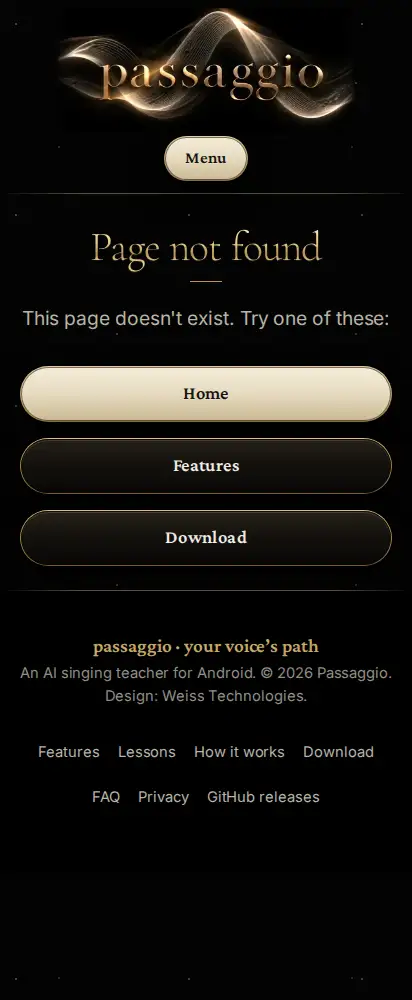 passaggio
Menu
Page not found
This page doesn't exist. Try one of these:
Home
Features
Download
passaggio · your voice’s path
An AI singing teacher for Android. © 2026 Passaggio.
Design: Weiss Technologies.
Features Lessons How it works Download
FAQ Privacy GitHub releases